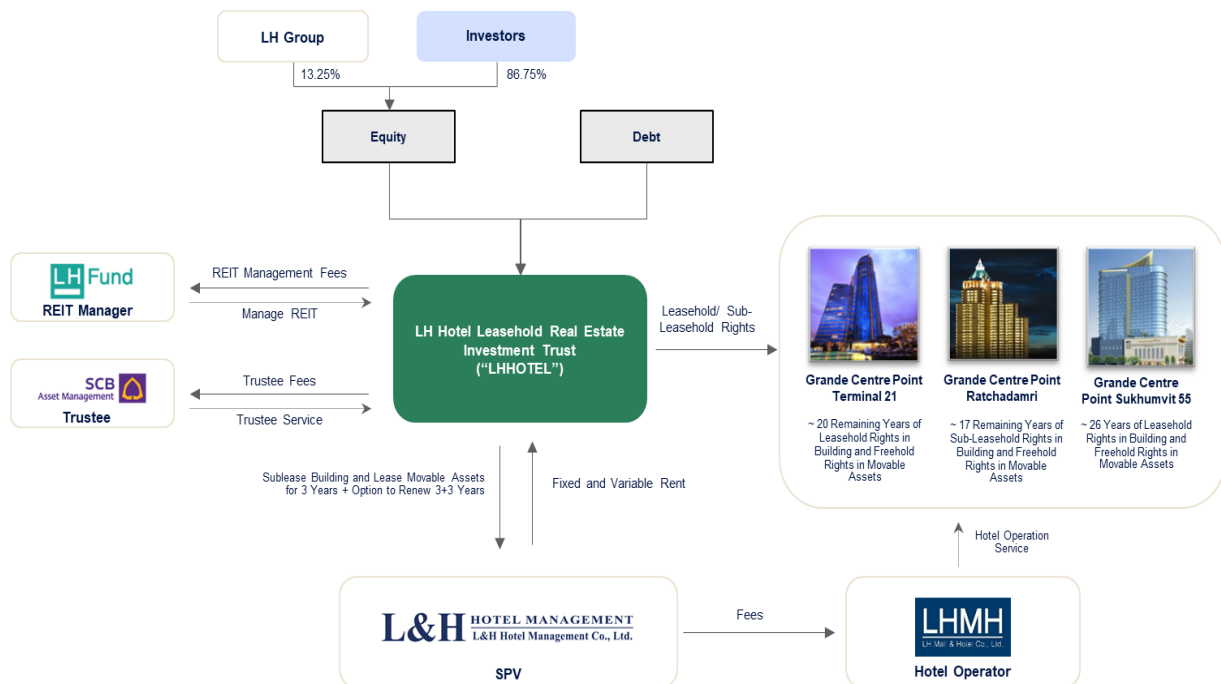 LH Group
Investors
13.25%
86.75%
Equity
Debt
LH Fund
REIT Manager
REIT Management Fees
Manage REIT
SCB
Asset Management
Trustee
Trustee Fees
Trustee Service
LH Hotel Leasehold Real Estate
Investment Trust
(“LHHOTEL”)
Leasehold/ Sub-
Leasehold Rights
Grande Centre Point
Terminal 21
~ 20 Remaining Years of
Leasehold Rights in
Building and Freehold
Rights in Movable
Assets
Grande Centre Point
Ratchadamri
~ 17 Remaining Years of
Sub-Leasehold Rights in
Building and Freehold
Rights in Movable
Assets
Grande Centre
Point Sukhumvit 55
~ 26 Years of Leasehold
Rights in Building and
Freehold Rights in
Movable Assets
Sublease Building and Lease Movable Assets
for 3 Years + Option to Renew 3+3 Years
Fixed and Variable Rent
Hotel Operation
Service
L&H HOTEL MANAGEMENT
L&H Hotel Management Co., Ltd.
SPV
Fees
LHMH
LH Mall & Hotel Co., Ltd.
Hotel Operator